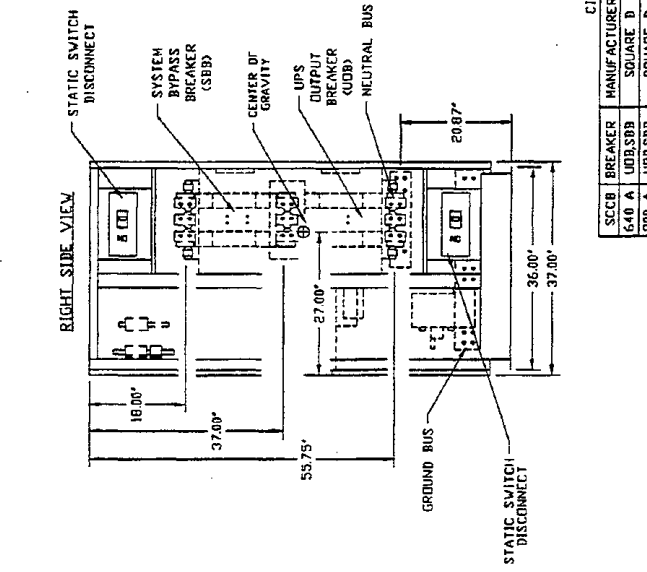 RIGHT SIDE VIEW
STATIC SWITCH
DISCONNECT
SYSTEM
BYPASS
BREAKER
(SBB)
CENTER OF
GRAVITY
UPS
OUTPUT
BREAKER
(UOB)
NEUTRAL BUS
18.00"
37.00"
55.75"
27.00"
20.87"
36.00"
37.00"
GROUND BUS
STATIC SWITCH
DISCONNECT
CI
SCCB BREAKER MANUFACTURER
640 A UOB,SBB SQUARE D